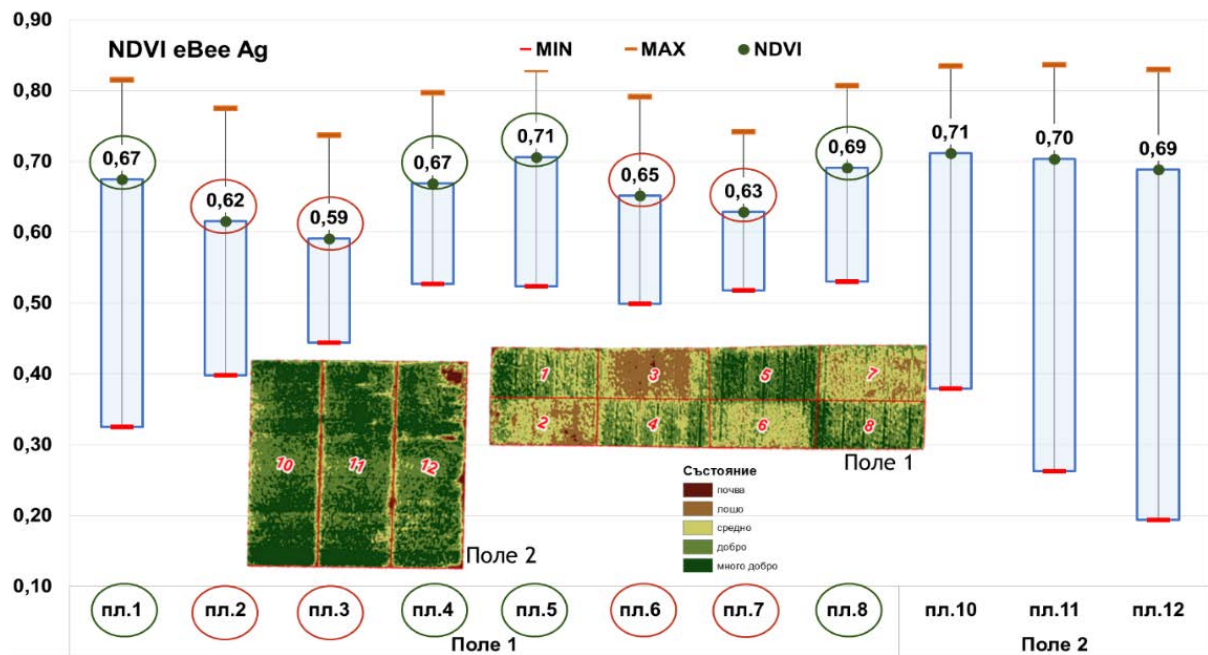 0,90
NDVI eBee Ag
MIN
MAX
NDVI
0,80
0,70
0,60
0,50
0,40
0,30
0,20
0,10
0,67
0,62
0,59
0,67
0,71
0,65
0,63
0,69
0,71
0,70
0,69
1
3
5
7
2
4
6
8
Поле 1
10
11
12
Поле 2
Състояние
почва
лошо
средно
добро
много добро
пл.1 пл.2 пл.3 пл.4 пл.5 пл.6 пл.7 пл.8 пл.10 пл.11 пл.12
Поле 1 Поле 2